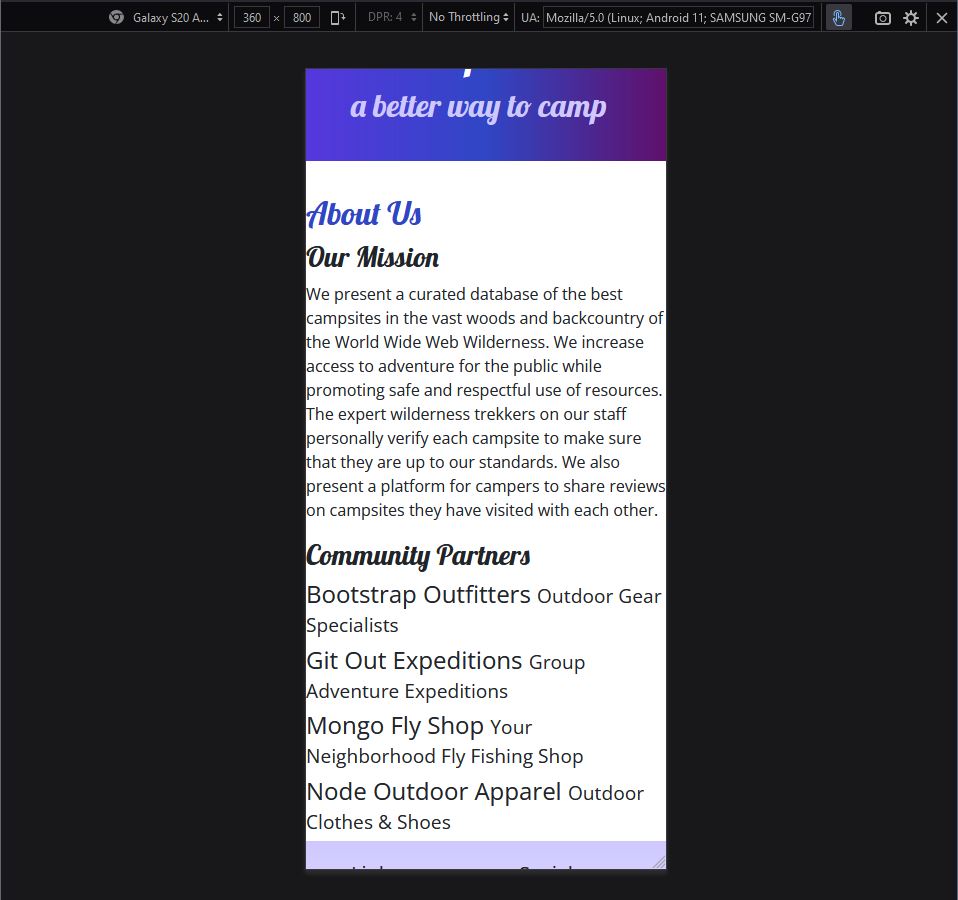 Galaxy S20 A... 360 × 800 DPR: 4 No Throttling UA: Mozilla/5.0 (Linux; Android 11; SAMSUNG SM-G97
a better way to camp
About Us
Our Mission
We present a curated database of the best
campsites in the vast woods and backcountry of
the World Wide Web Wilderness. We increase
access to adventure for the public while
promoting safe and respectful use of resources.
The expert wilderness trekkers on our staff
personally verify each campsite to make sure
that they are up to our standards. We also
present a platform for campers to share reviews
on campsites they have visited with each other.
Community Partners
Bootstrap Outfitters Outdoor Gear
Specialists
Git Out Expeditions Group
Adventure Expeditions
Mongo Fly Shop Your
Neighborhood Fly Fishing Shop
Node Outdoor Apparel Outdoor
Clothes & Shoes